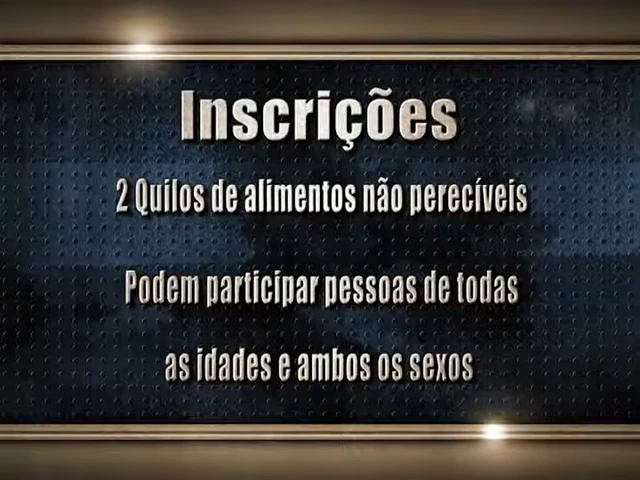 Inscrições
2 Quilos de alimentos não perecíveis
Podem participar pessoas de todas
as idades e ambos os sexos